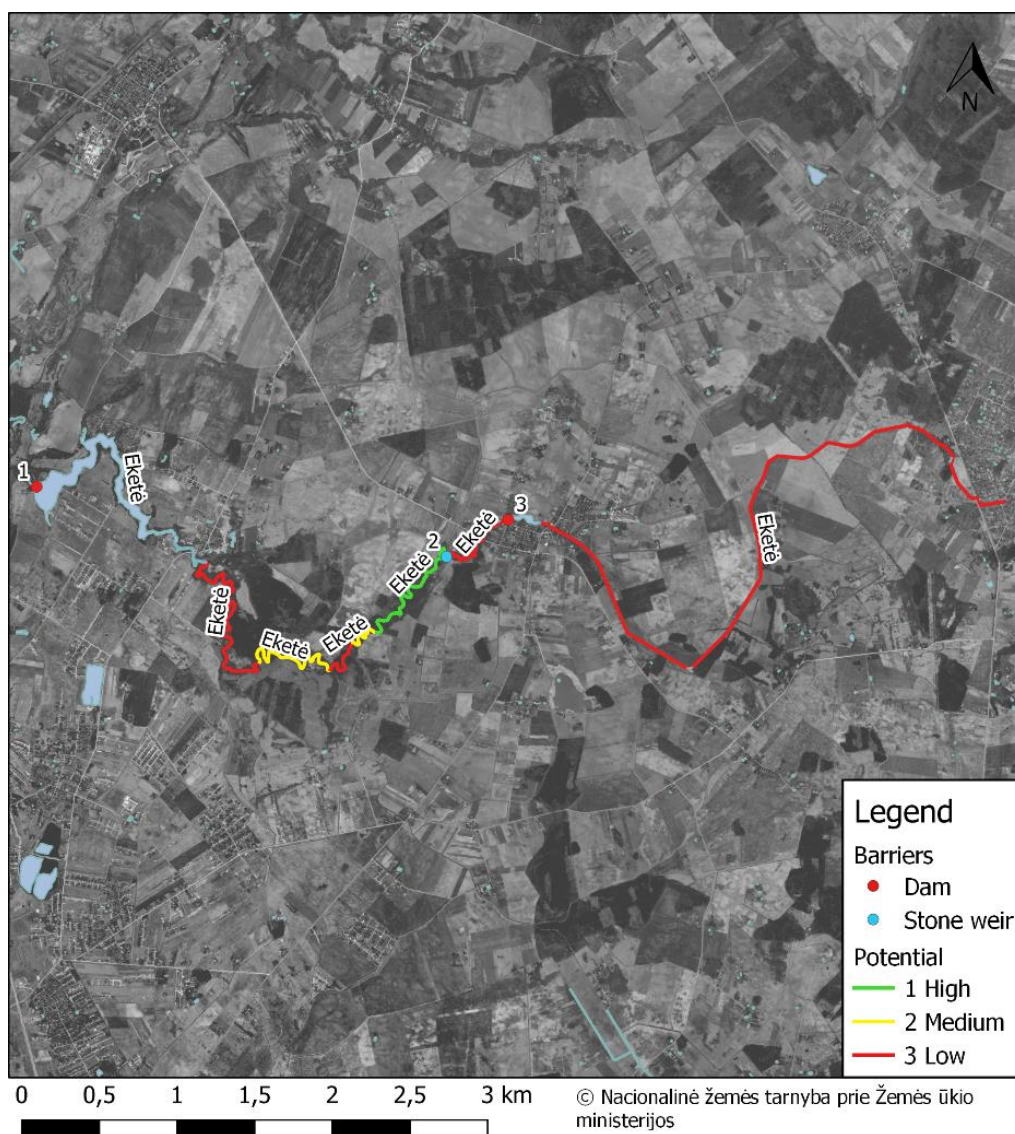 N
1
Eketė
2
3
Eketė
Eketė
Eketė
Eketė
Eketė
Eketė
Legend
Barriers
Dam
Stone weir
Potential
1 High
2 Medium
3 Low
0 0,5 1 1,5 2 2,5 3 km
© Nacionalinė žemės tarnyba prie Žemės ūkio
ministerijos